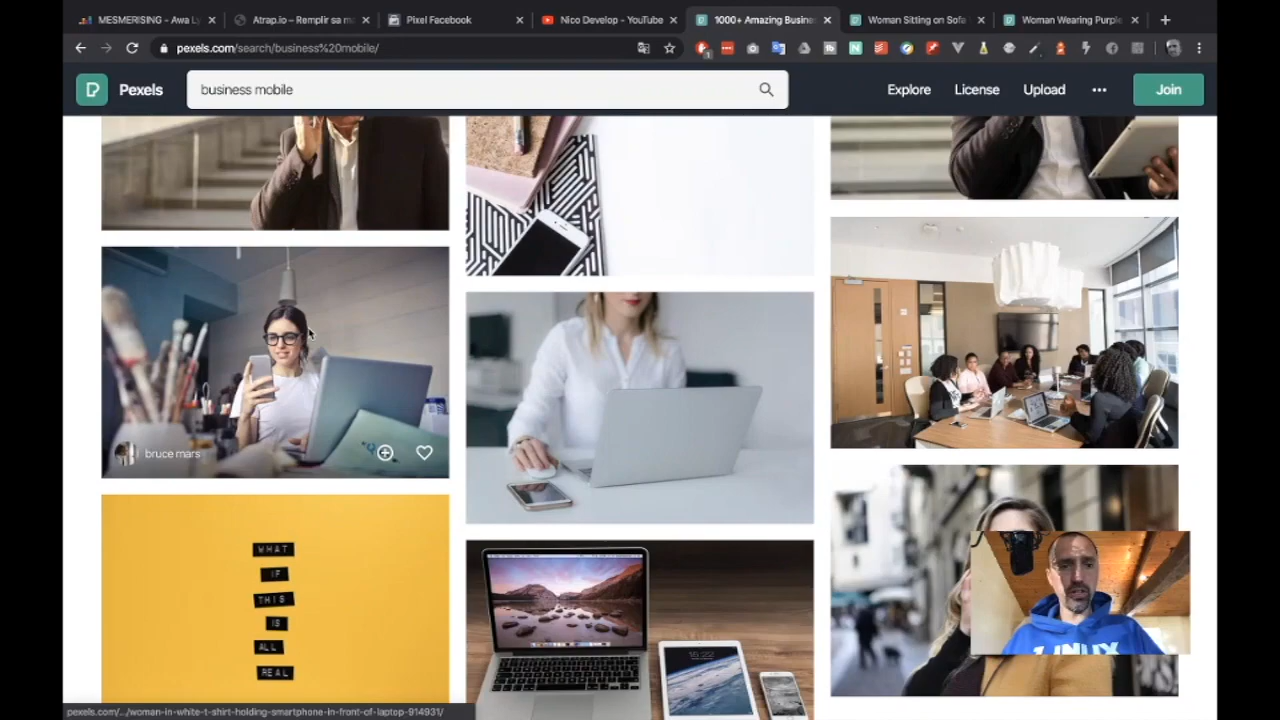 MESMERISING - Awa Ly
Atrap.io – Remplir sa m
Pixel Facebook
Nico Develop - YouTube
1000+ Amazing Busine
Woman Sitting on Sofa
Woman Wearing Purple
pexels.com/search/business%20mobile/
Pexels
business mobile
Explore
License
Upload
Join
bruce mars
WHAT
IF
THIS
IS
ALL
REAL
LINUX
pexels.com/.../woman-in-white-t-shirt-holding-smartphone-in-front-of-laptop-914931/